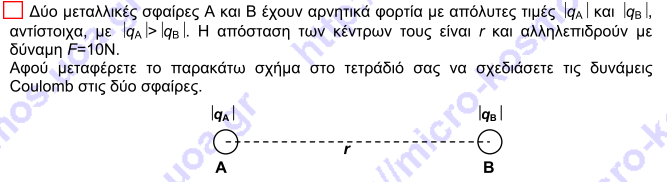 Δύο μεταλλικές σφαίρες Α και Β έχουν αρνητικά φορτία με απόλυτες τιμές |qA| και |qB|,
αντίστοιχα, με |qA|>|qB|. Η απόσταση των κέντρων τους είναι r και αλληλεπιδρούν με
δύναμη F=10N.
Αφού μεταφέρετε το παρακάτω σχήμα στο τετράδιό σας να σχεδιάσετε τις δυνάμεις
Coulomb στις δύο σφαίρες.
|qA| |qB|
r
A B